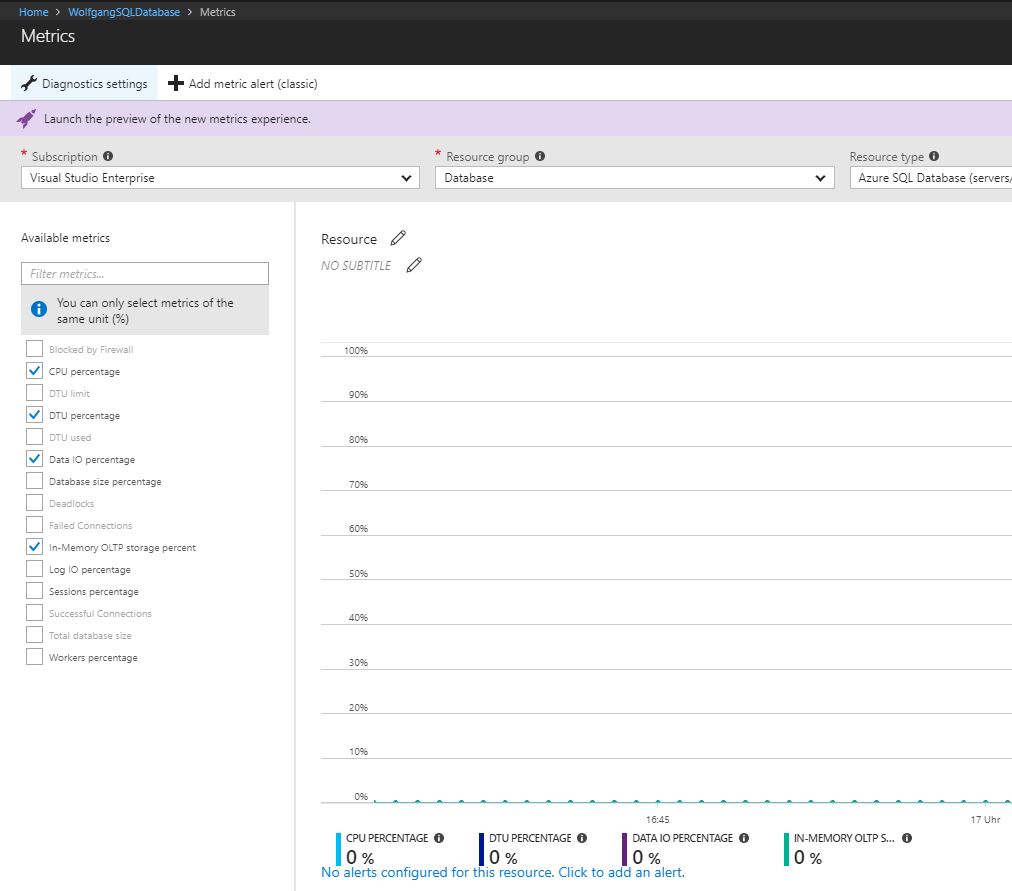 Home > WolfgangSQLDatabase > Metrics
Metrics
Diagnostics settings
Add metric alert (classic)
Launch the preview of the new metrics experience.
* Subscription
Visual Studio Enterprise
* Resource group
Database
Resource type
Azure SQL Database (servers/
Available metrics
Filter metrics...
You can only select metrics of the
same unit (%)
Blocked by Firewall
CPU percentage
DTU limit
DTU percentage
DTU used
Data IO percentage
Database size percentage
Deadlocks
Failed Connections
In-Memory OLTP storage percent
Log IO percentage
Sessions percentage
Successful Connections
Total database size
Workers percentage
Resource
NO SUBTITLE
100%
90%
80%
70%
60%
50%
40%
30%
20%
10%
0%
16:45
17 Uhr
CPU PERCENTAGE
0 %
DTU PERCENTAGE
0 %
DATA IO PERCENTAGE
0 %
IN-MEMORY OLTP S...
0 %
No alerts configured for this resource. Click to add an alert.